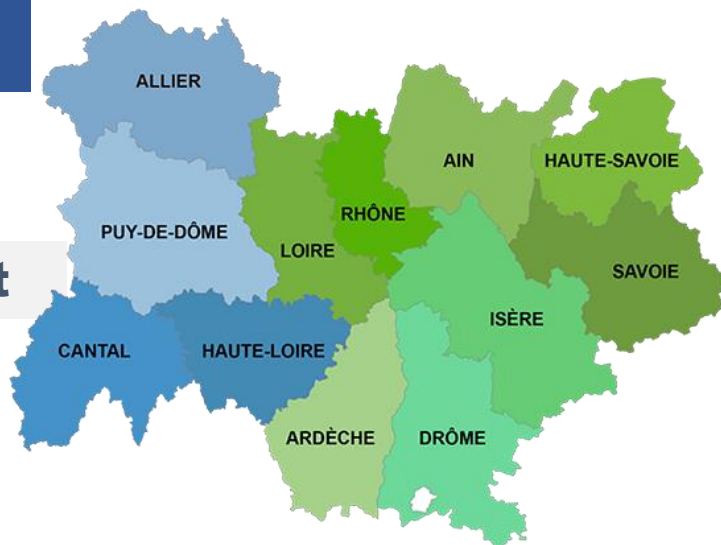 ALLIER
AIN
HAUTE-SAVOIE
RHÔNE
PUY-DE-DÔME
LOIRE
t
SAVOIE
ISÈRE
CANTAL
HAUTE-LOIRE
ARDÈCHE
DRÔME